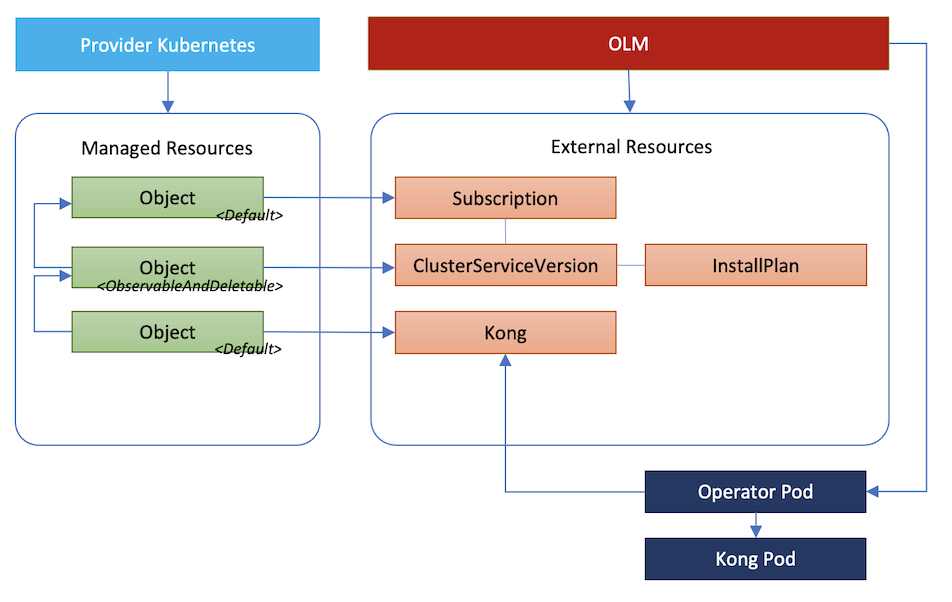 Provider Kubernetes
OLM
Managed Resources
External Resources
Object
<Default>
Subscription
Object
<ObservableAndDeletable>
ClusterServiceVersion
InstallPlan
Object
<Default>
Kong
Operator Pod
Kong Pod